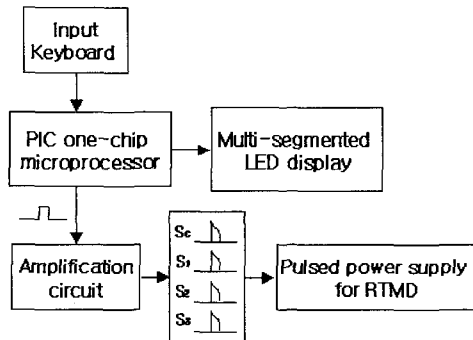 Input
Keyboard
PIC one-chip
microprocessor
Multi-segmented
LED display
Amplification
circuit
Sc
S₁
S₂
S₃
Pulsed power supply
for RTMD